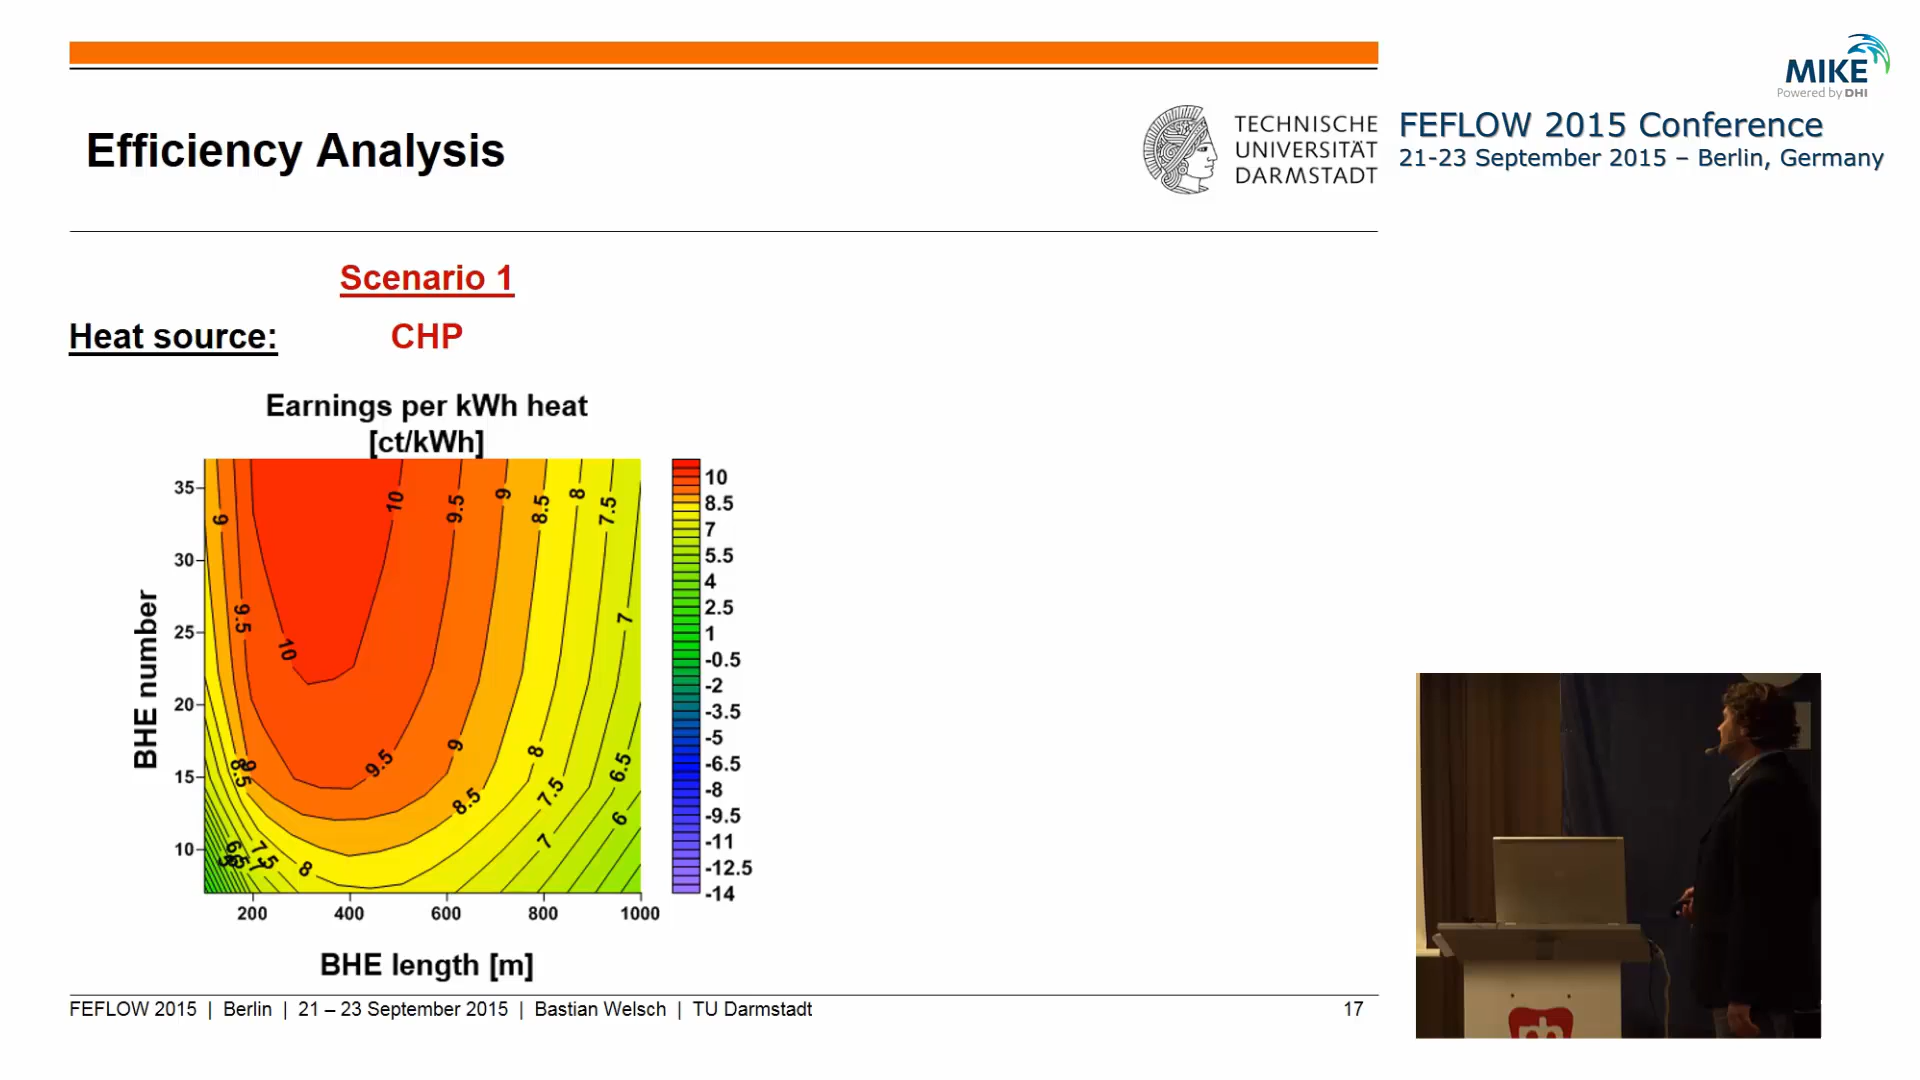 MIKE
Powered by DHI
Efficiency Analysis
TECHNISCHE
UNIVERSITÄT
DARMSTADT
FEFLOW 2015 Conference
21-23 September 2015 – Berlin, Germany
Scenario 1
Heat source: CHP
Earnings per kWh heat
[ct/kWh]
35
30
25
20
15
10
BHE number
9
9.5
10
10
9.5
9
8.5
8
7.5
7
9
8.5
9.5
9
8.5
8
7.5
7
6.5
6
6.5
7.5
7
8
200 400 600 800 1000
BHE length [m]
10
8.5
7
5.5
4
2.5
1
-0.5
-2
-3.5
-5
-6.5
-8
-9.5
-11
-12.5
-14
FEFLOW 2015 | Berlin | 21 – 23 September 2015 | Bastian Welsch | TU Darmstadt 17